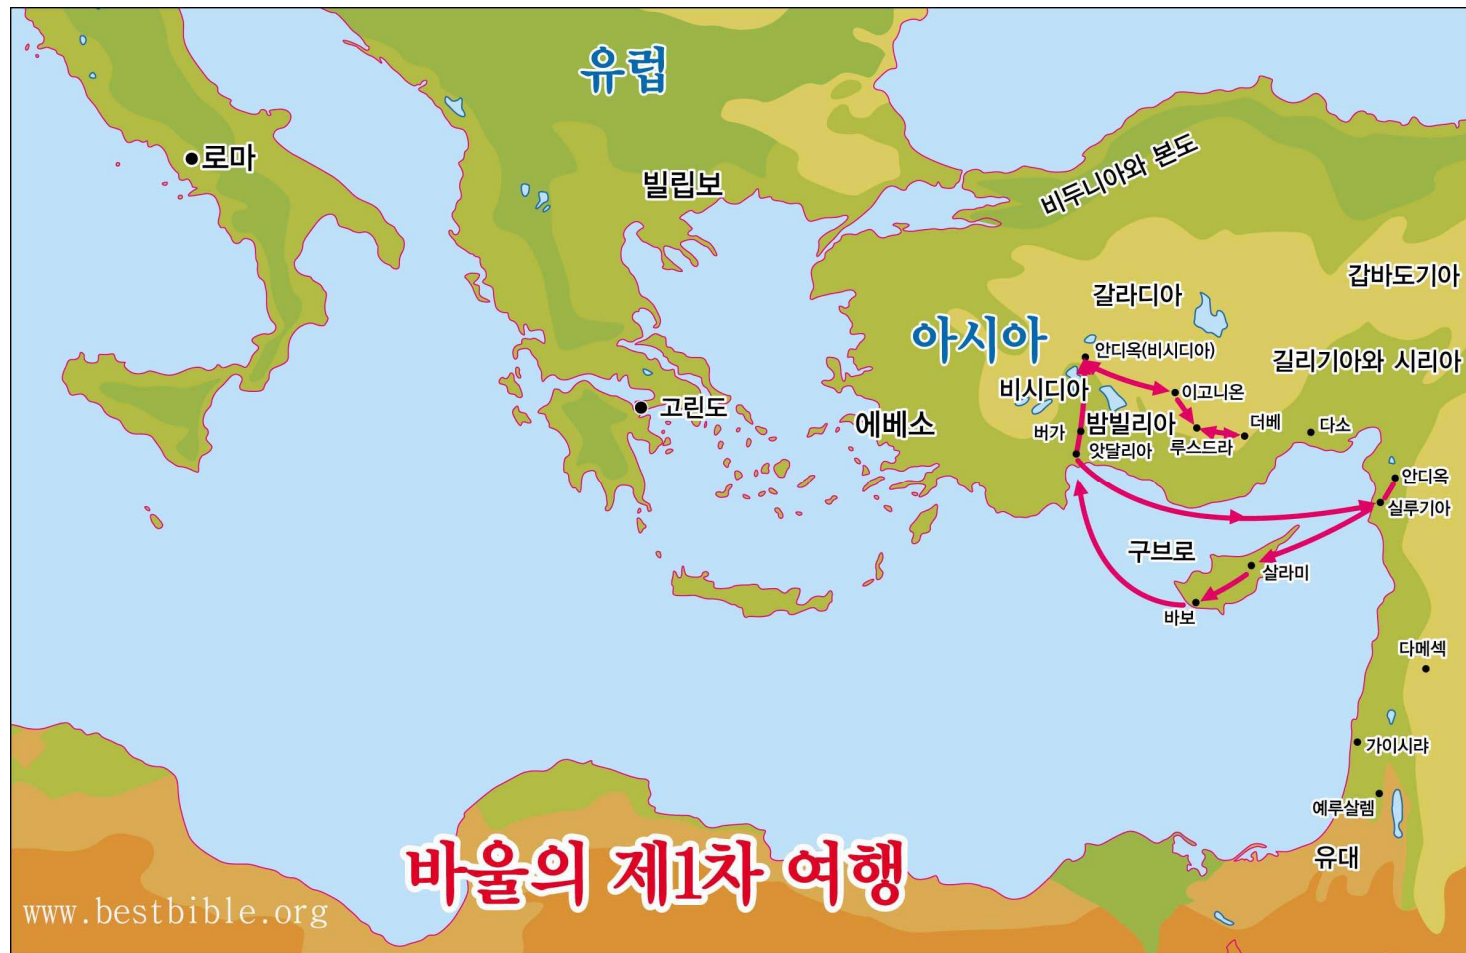 유럽
로마
빌립보
비두니아와 본도
갑바도기아
갈라디아
아시아
안디옥(비시디아)
길리기아와 시리아
비시디아
이고니온
고린도
에베소
버가
밤빌리아
더베
다소
앗달리아
루스드라
안디옥
실루기아
구브로
살라미
바보
다메섹
가이시랴
예루살렘
유대
바울의 제1차 여행
www.bestbible.org